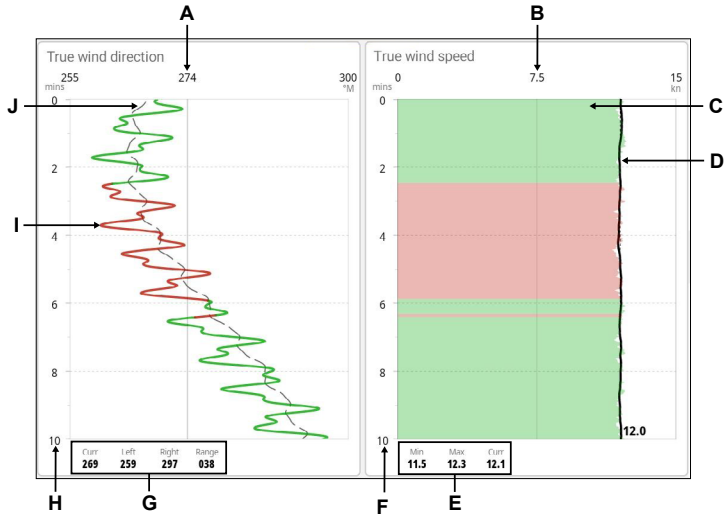 A
B
True wind direction
True wind speed
255 274 300
mins °M
0 7.5 15
mins kn
J
C
D
I
0
2
4
6
8
10
0
2
4
6
8
10
12.0
Curr Left Right Range
269 259 297 038
Min Max Curr
11.5 12.3 12.1
H
G
F
E